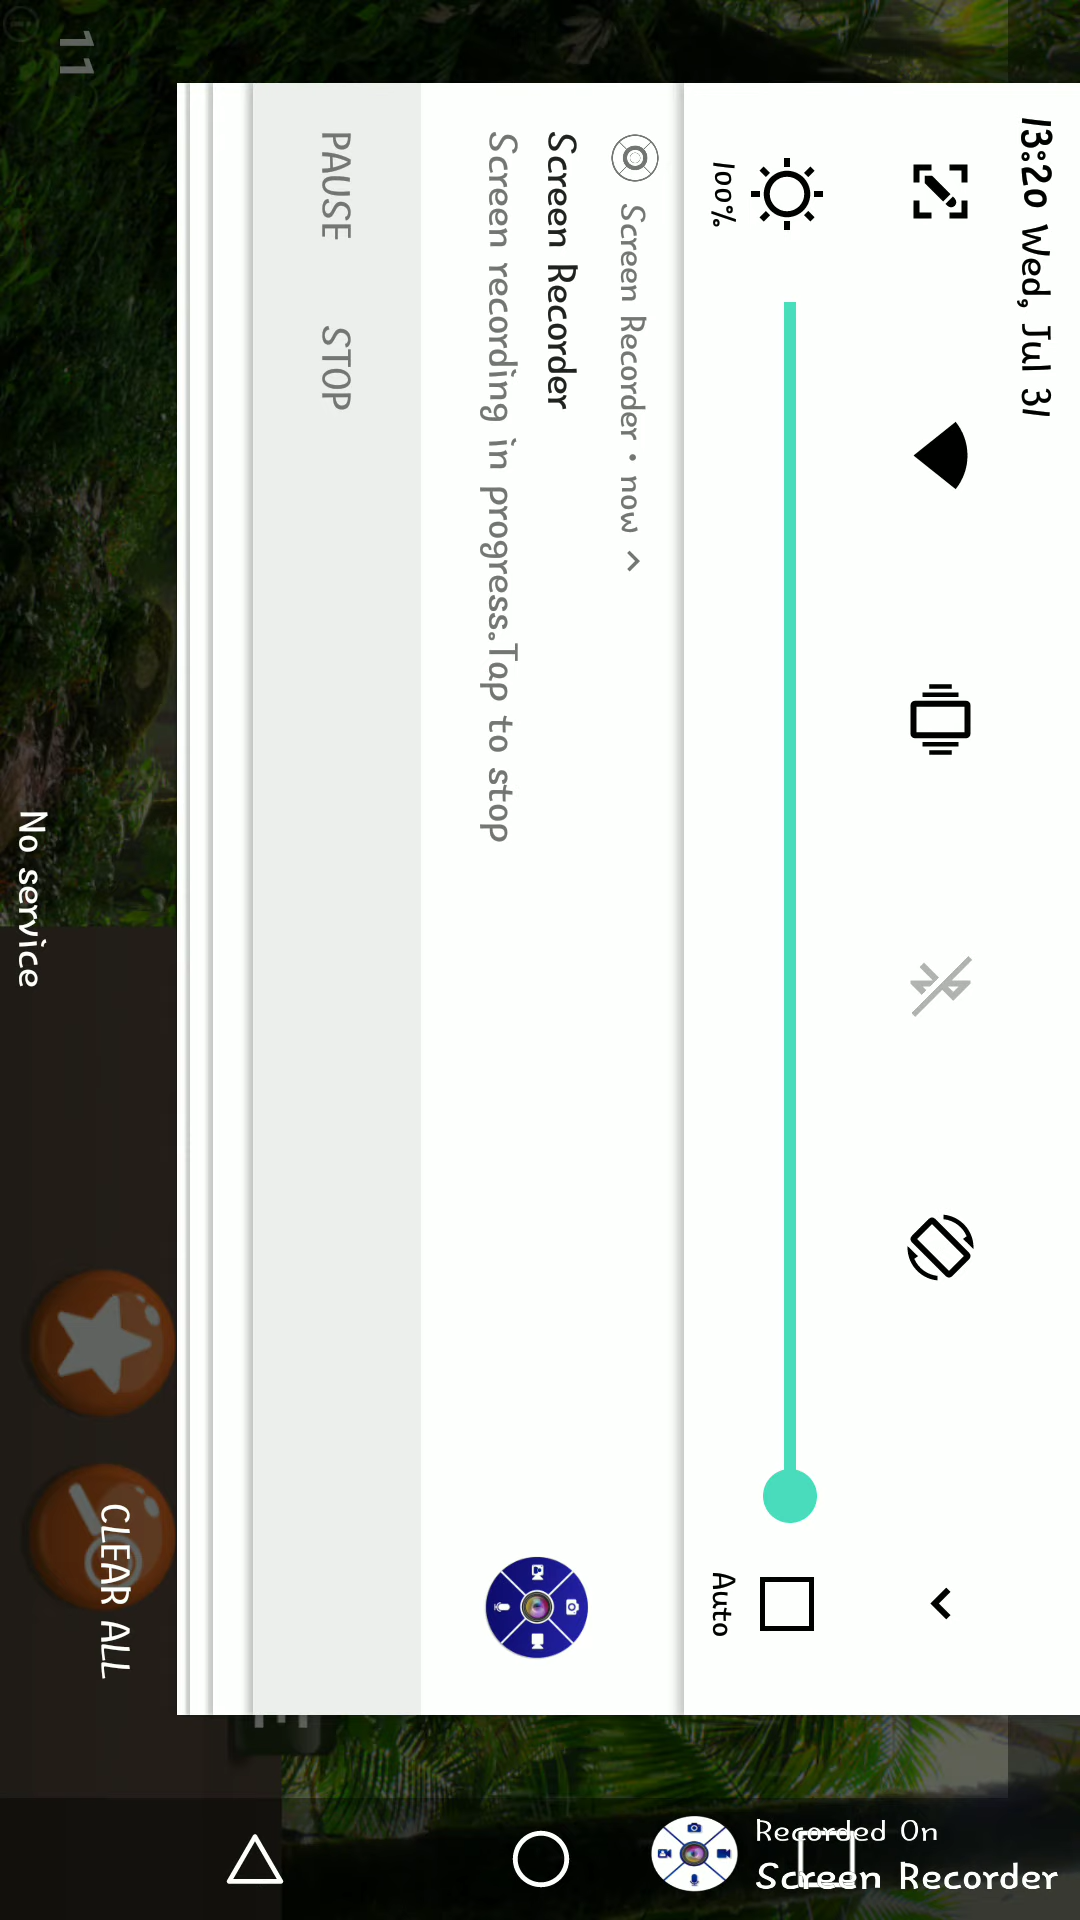 13:20 Wed, Jul 31
100%
Auto
Screen Recorder • now
Screen Recorder
Screen recording in progress.Tap to stop
PAUSE STOP
CLEAR ALL
11
No service
Recorded On
Screen Recorder